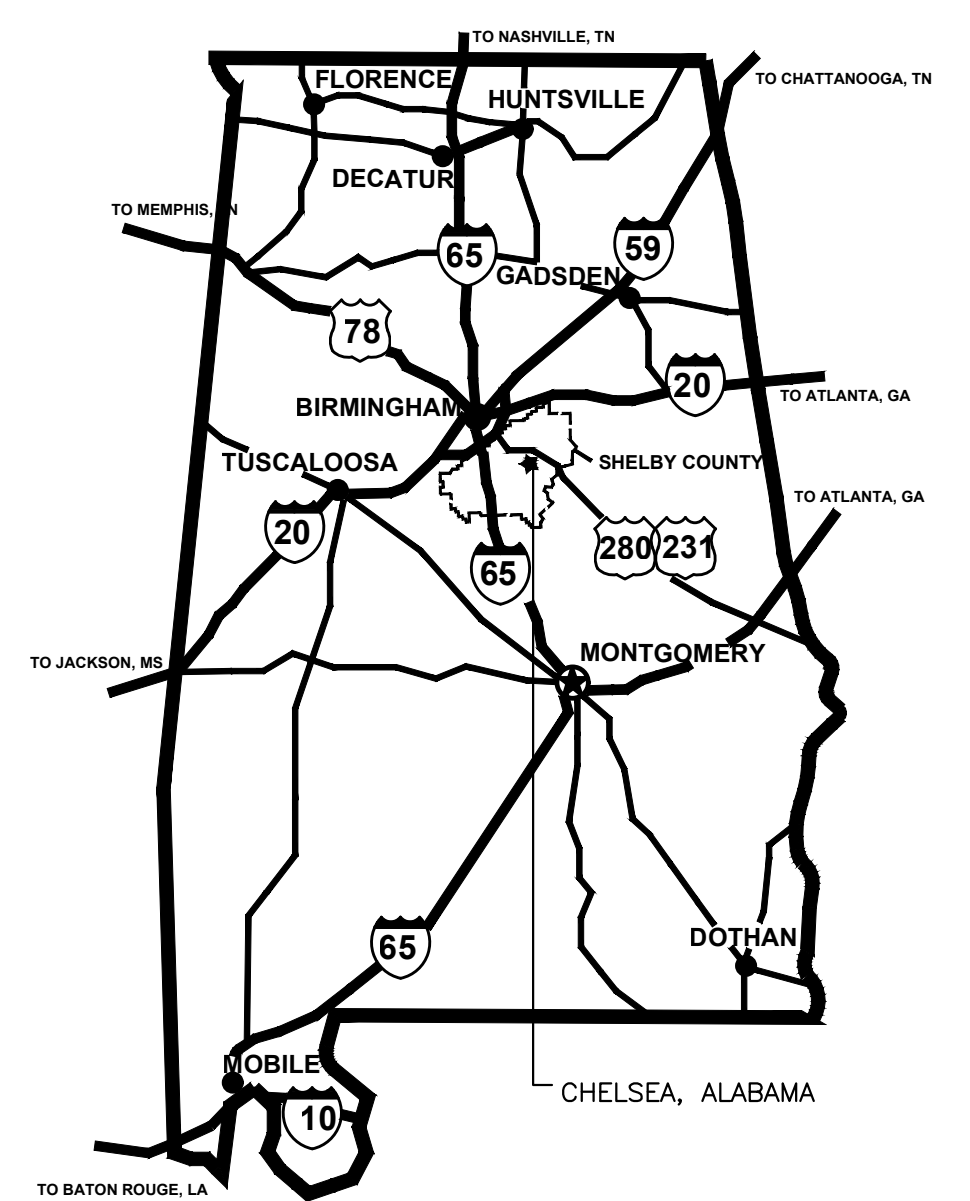 TO NASHVILLE, TN
FLORENCE
TO CHATTANOOGA, TN
HUNTSVILLE
DECATUR
TO MEMPHIS, TN
65
59
GADSDEN
78
20
TO ATLANTA, GA
BIRMINGHAM
TUSCALOOSA
SHELBY COUNTY
TO ATLANTA, GA
20
280
231
65
MONTGOMERY
TO JACKSON, MS
DOTHAN
65
MOBILE
CHELSEA, ALABAMA
10
TO BATON ROUGE, LA